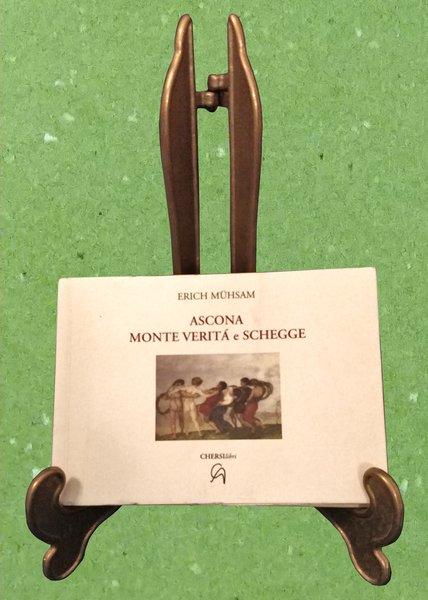 ERICH MÜHSAM
ASCONA
MONTE VERITÁ e SCHEGGE
CHERSIlibri